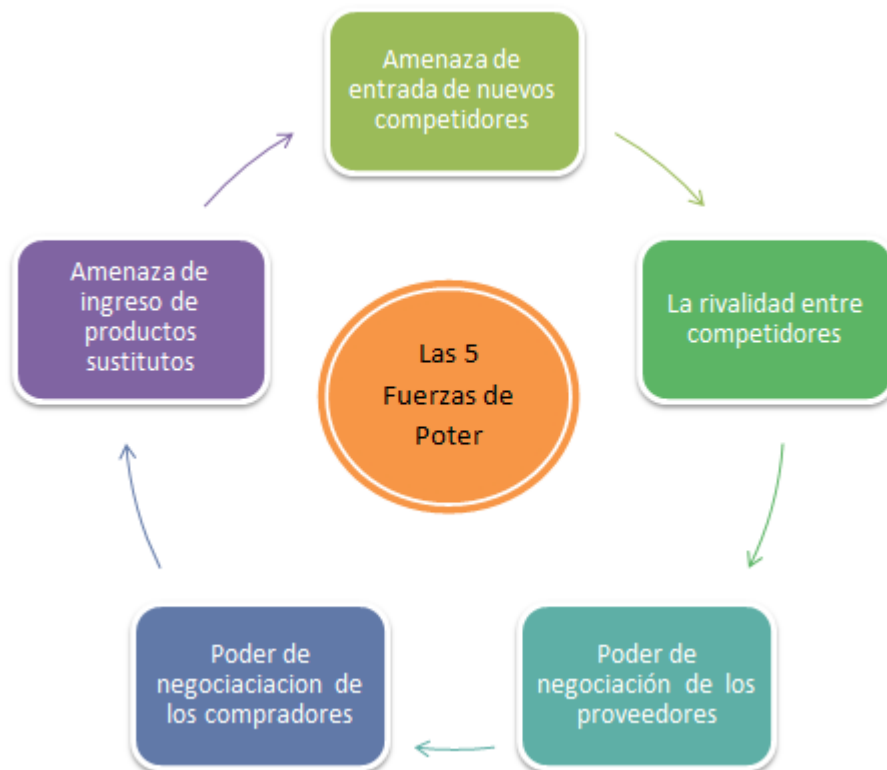 Amenaza de
entrada de nuevos
competidores
La rivalidad entre
competidores
Poder de
negociación de los
proveedores
Poder de
negociaciacion de
los compradores
Amenaza de
ingreso de
productos
sustitutos
Las 5
Fuerzas de
Poter